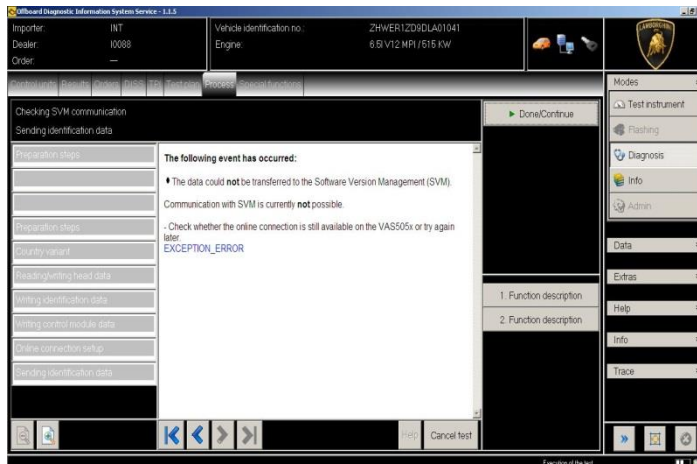 Offboard Diagnostic Information System Service - 1.1.5
Importer: INT
Dealer: I0088
Order: —
Vehicle identification no.: ZHWER1ZD9DLA01041
Engine: 6.5l V12 MPI / 515 KW
LAMBORGHINI
Control units Results Orders DISS TPI Test plan Process Special functions
Checking SVM communication
Sending identification data
Done/Continue
Preparation steps
Preparation steps
Country variant
Reading/writing head data
Writing identification data
Writing control module data
Online connection setup
Sending identification data
The following event has occurred:
• The data could not be transferred to the Software Version Management (SVM).
Communication with SVM is currently not possible.
- Check whether the online connection is still available on the VAS505x or try again
later.
EXCEPTION_ERROR
1. Function description
2. Function description
Help
Cancel test
Modes
Test instrument
Flashing
Diagnosis
Info
Admin
Data
Extras
Help
Info
Trace
Execution of the test